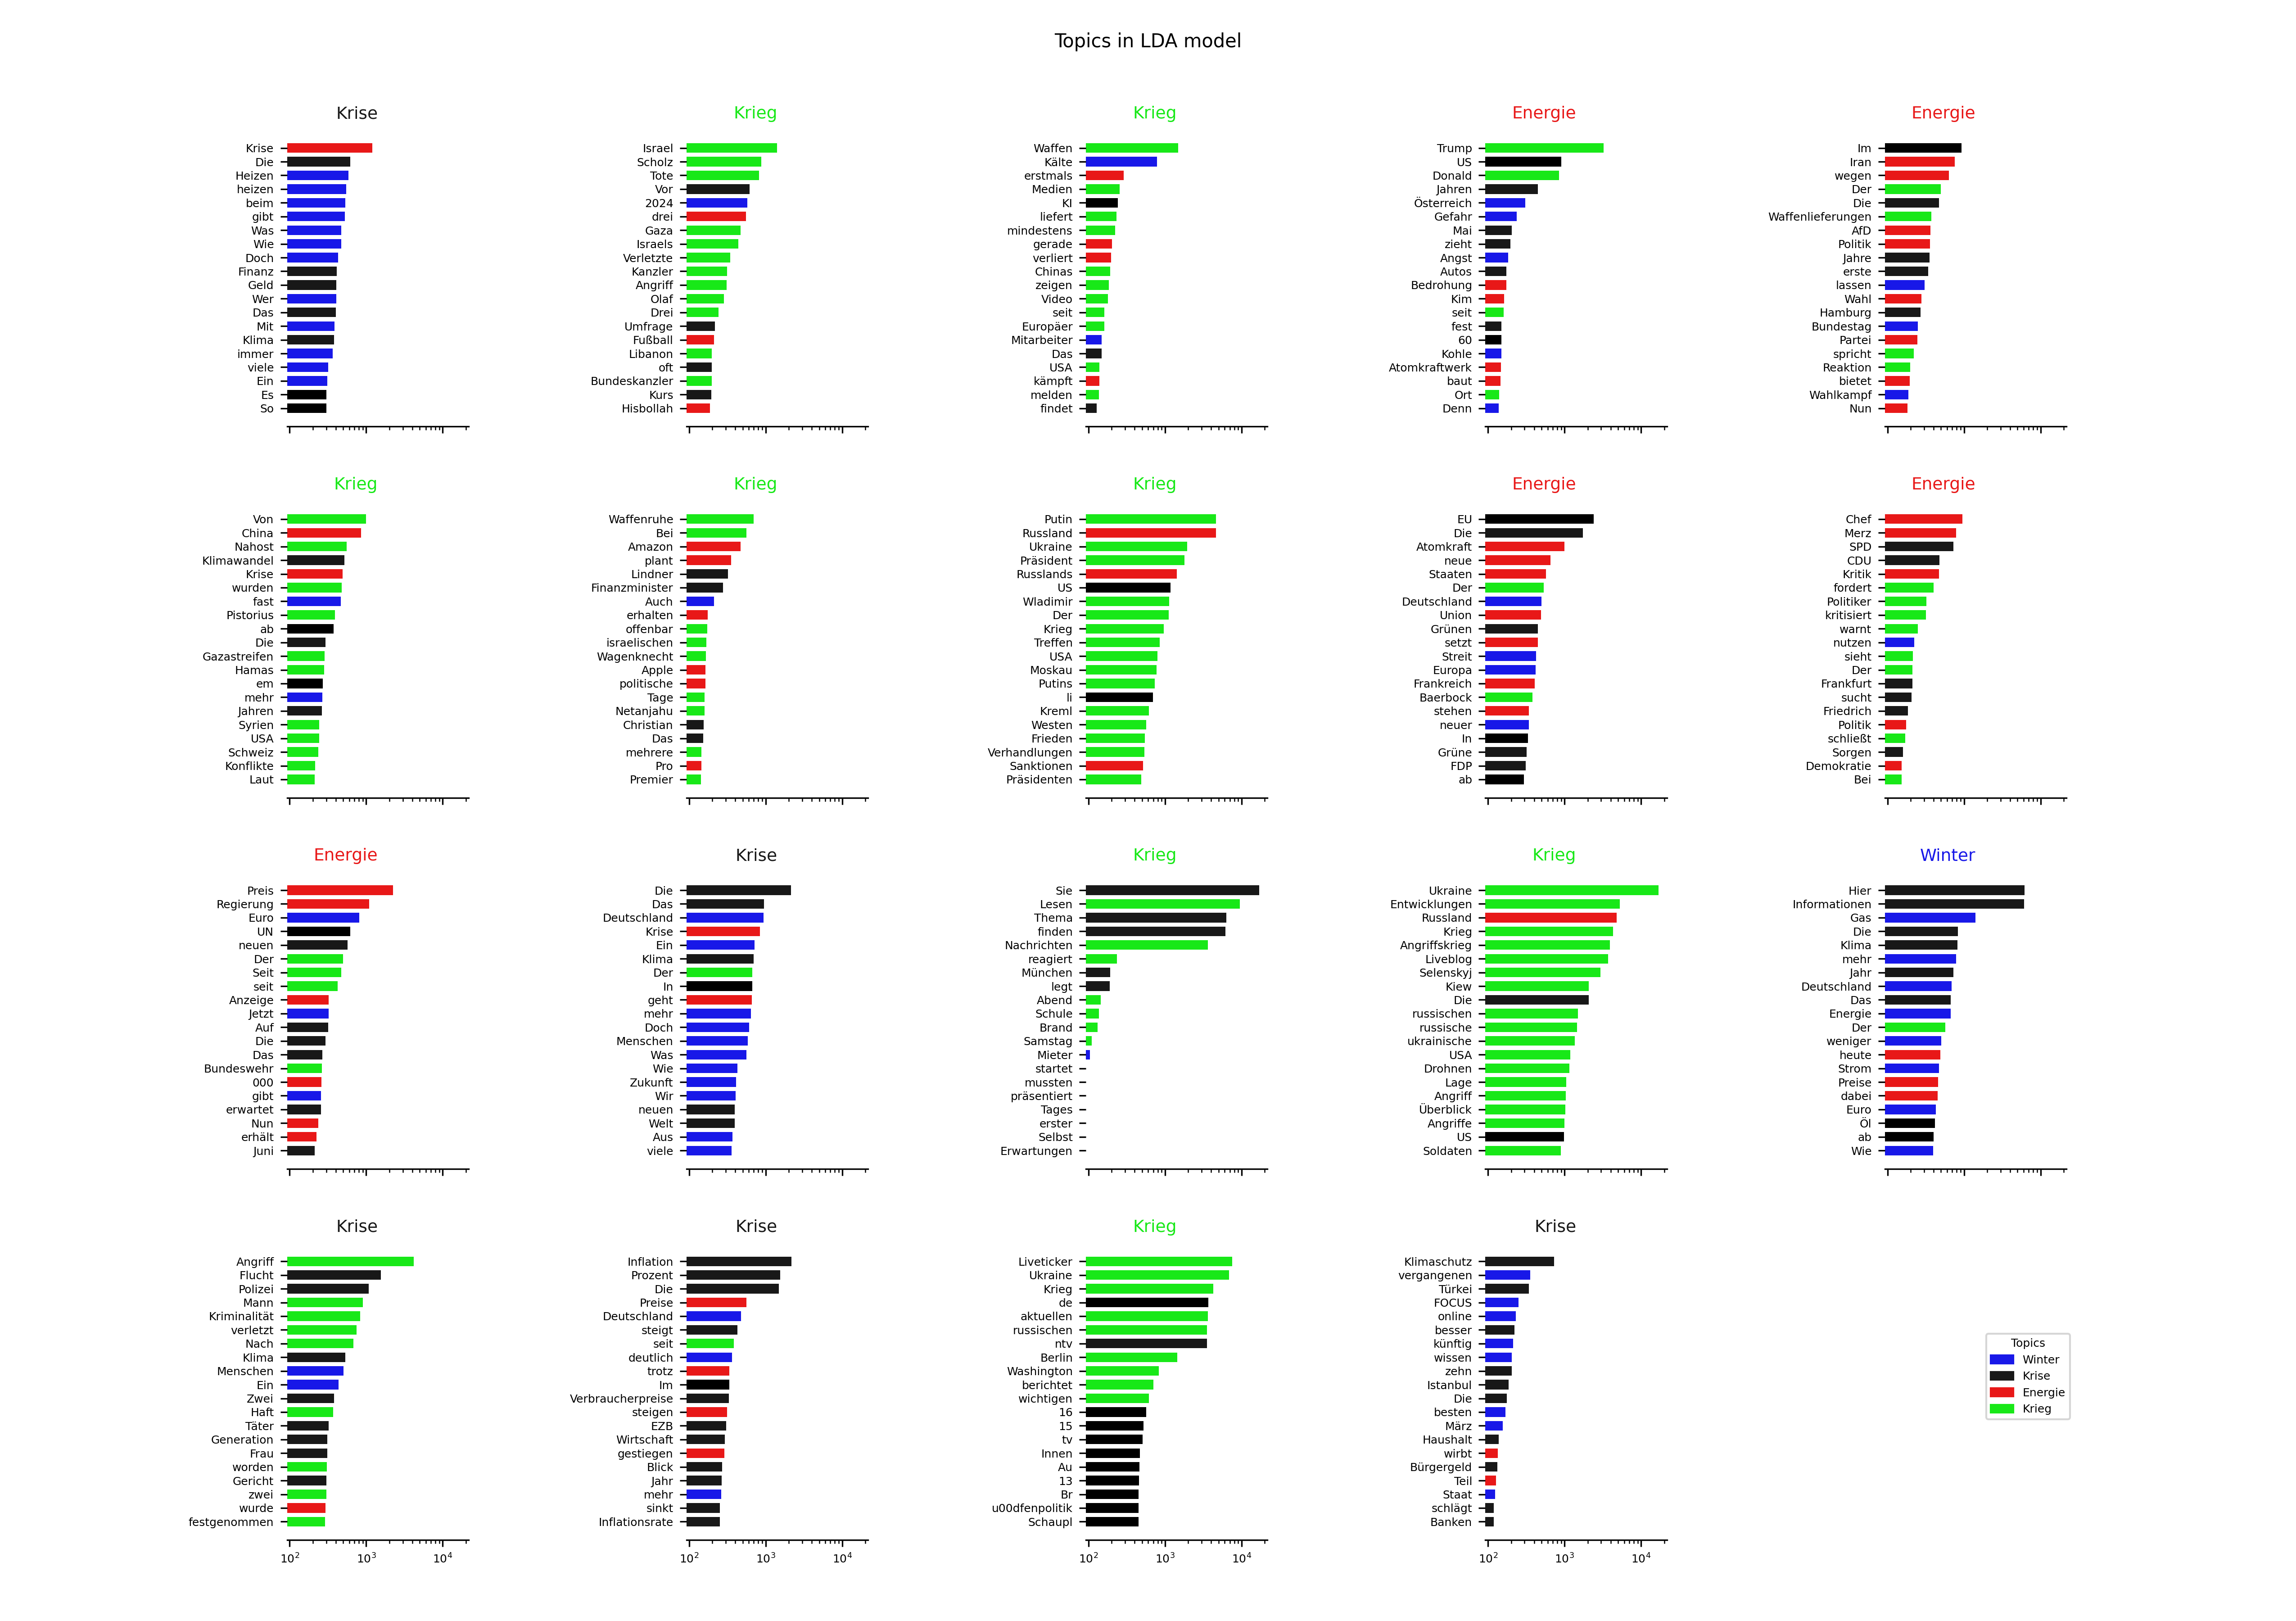 Topics in LDA model
Krise
Krise
Die
Heizen
heizen
beim
gibt
Was
Wie
Doch
Finanz
Geld
Wer
Das
Mit
Klima
immer
viele
Ein
Es
So
Krieg
Israel
Scholz
Tote
Vor
2024
drei
Gaza
Israels
Verletzte
Kanzler
Angriff
Olaf
Drei
Umfrage
Fußball
Libanon
oft
Bundeskanzler
Kurs
Hisbollah
Krieg
Waffen
Kälte
erstmals
Medien
KI
liefert
mindestens
gerade
verliert
Chinas
zeigen
Video
seit
Europäer
Mitarbeiter
Das
USA
kämpft
melden
findet
Energie
Trump
US
Donald
Jahren
Österreich
Gefahr
Mai
zieht
Angst
Autos
Bedrohung
Kim
seit
fest
60
Kohle
Atomkraftwerk
baut
Ort
Denn
Energie
Im
Iran
wegen
Der
Die
Waffenlieferungen
AfD
Politik
Jahre
erste
lassen
Wahl
Hamburg
Bundestag
Partei
spricht
Reaktion
bietet
Wahlkampf
Nun
Krieg
Von
China
Nahost
Klimawandel
Krise
wurden
fast
Pistorius
ab
Die
Gazastreifen
Hamas
em
mehr
Jahren
Syrien
USA
Schweiz
Konflikte
Laut
Krieg
Waffenruhe
Bei
Amazon
plant
Lindner
Finanzminister
Auch
erhalten
offenbar
israelischen
Wagenknecht
Apple
politische
Tage
Netanjahu
Christian
Das
mehrere
Pro
Premier
Krieg
Putin
Russland
Ukraine
Präsident
Russlands
US
Wladimir
Der
Krieg
Treffen
USA
Moskau
Putins
li
Kreml
Westen
Frieden
Verhandlungen
Sanktionen
Präsidenten
Energie
EU
Die
Atomkraft
neue
Staaten
Der
Deutschland
Union
Grünen
setzt
Streit
Europa
Frankreich
Baerbock
stehen
neuer
In
Grüne
FDP
ab
Energie
Chef
Merz
SPD
CDU
Kritik
fordert
Politiker
kritisiert
warnt
nutzen
sieht
Der
Frankfurt
sucht
Friedrich
Politik
schließt
Sorgen
Demokratie
Bei
Energie
Preis
Regierung
Euro
UN
neuen
Der
Seit
seit
Anzeige
Jetzt
Auf
Die
Das
Bundeswehr
000
gibt
erwartet
Nun
erhält
Juni
Krise
Die
Das
Deutschland
Krise
Ein
Klima
Der
In
geht
mehr
Doch
Menschen
Was
Wie
Zukunft
Wir
neuen
Welt
Aus
viele
Krieg
Sie
Lesen
Thema
finden
Nachrichten
reagiert
München
legt
Abend
Schule
Brand
Samstag
Mieter
startet
mussten
präsentiert
Tages
erster
Selbst
Erwartungen
Krieg
Ukraine
Entwicklungen
Russland
Krieg
Angriffskrieg
Liveblog
Selenskyj
Kiew
Die
russischen
russische
ukrainische
USA
Drohnen
Lage
Angriff
Überblick
Angriffe
US
Soldaten
Winter
Hier
Informationen
Gas
Die
Klima
mehr
Jahr
Deutschland
Das
Energie
Der
weniger
heute
Strom
Preise
dabei
Euro
Öl
ab
Wie
Krise
Angriff
Flucht
Polizei
Mann
Kriminalität
verletzt
Nach
Klima
Menschen
Ein
Zwei
Haft
Täter
Generation
Frau
worden
Gericht
zwei
wurde
festgenommen
10² 10³ 10⁴
Krise
Inflation
Prozent
Die
Preise
Deutschland
steigt
seit
deutlich
trotz
Im
Verbraucherpreise
steigen
EZB
Wirtschaft
gestiegen
Blick
Jahr
mehr
sinkt
Inflationsrate
10² 10³ 10⁴
Krieg
Liveticker
Ukraine
Krieg
de
aktuellen
russischen
ntv
Berlin
Washington
berichtet
wichtigen
16
15
tv
Innen
Au
13
Br
u00dfenpolitik
Schaupl
10² 10³ 10⁴
Krise
Klimaschutz
vergangenen
Türkei
FOCUS
online
besser
künftig
wissen
zehn
Istanbul
Die
besten
März
Haushalt
wirbt
Bürgergeld
Teil
Staat
schlägt
Banken
10² 10³ 10⁴
Topics
Winter
Krise
Energie
Krieg